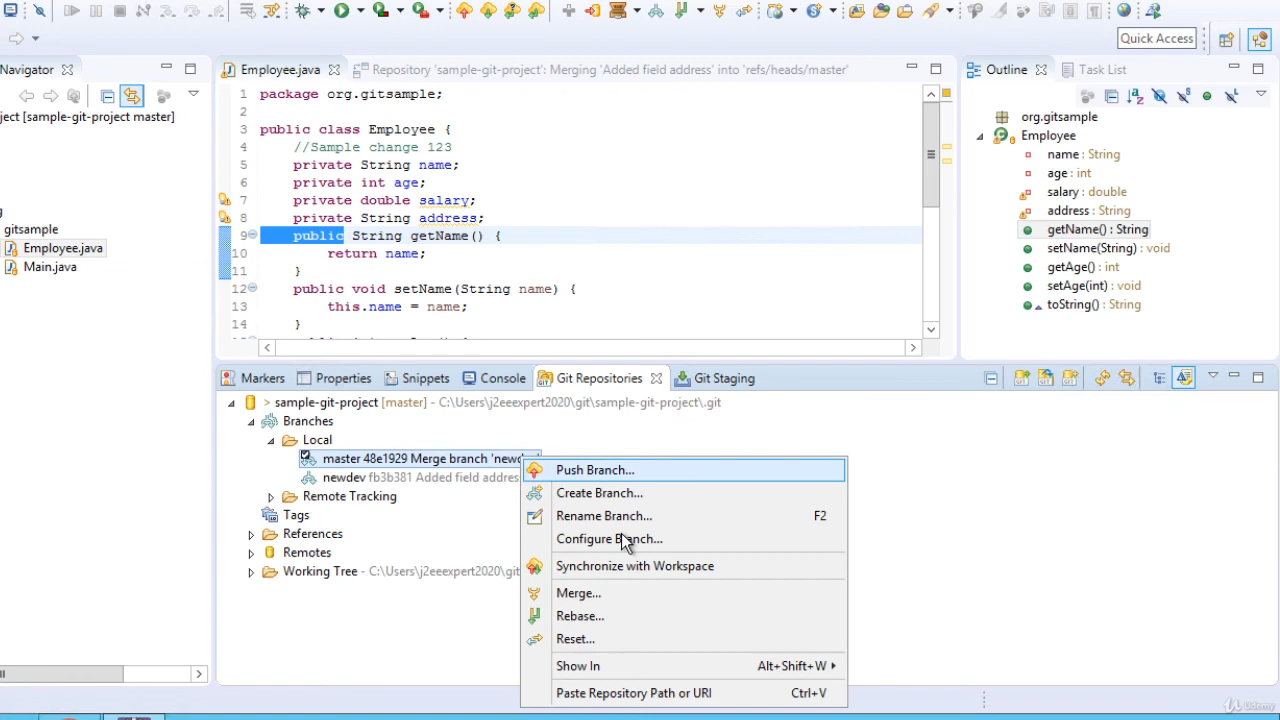 Quick Access
Navigator
ject [sample-git-project master]
gitsample
Employee.java
Main.java
Employee.java
Repository 'sample-git-project': Merging 'Added field address' into 'refs/heads/master'
1 package org.gitsample;
2
3 public class Employee {
4 //Sample change 123
5 private String name;
6 private int age;
7 private double salary;
8 private String address;
9 public String getName() {
10 return name;
11 }
12 public void setName(String name) {
13 this.name = name;
14 }
Outline
Task List
org.gitsample
Employee
name : String
age : int
salary : double
address : String
getName() : String
setName(String) : void
getAge() : int
setAge(int) : void
toString() : String
Markers
Properties
Snippets
Console
Git Repositories
Git Staging
> sample-git-project [master] - C:\Users\j2eeexpert2020\git\sample-git-project\.git
Branches
Local
master 48e1929 Merge branch 'newd
newdev fb3b381 Added field addres
Remote Tracking
Tags
References
Remotes
Working Tree - C:\Users\j2eeexpert2020\git
Push Branch...
Create Branch...
Rename Branch... F2
Configure Branch...
Synchronize with Workspace
Merge...
Rebase...
Reset...
Show In Alt+Shift+W
Paste Repository Path or URI Ctrl+V
Udemy